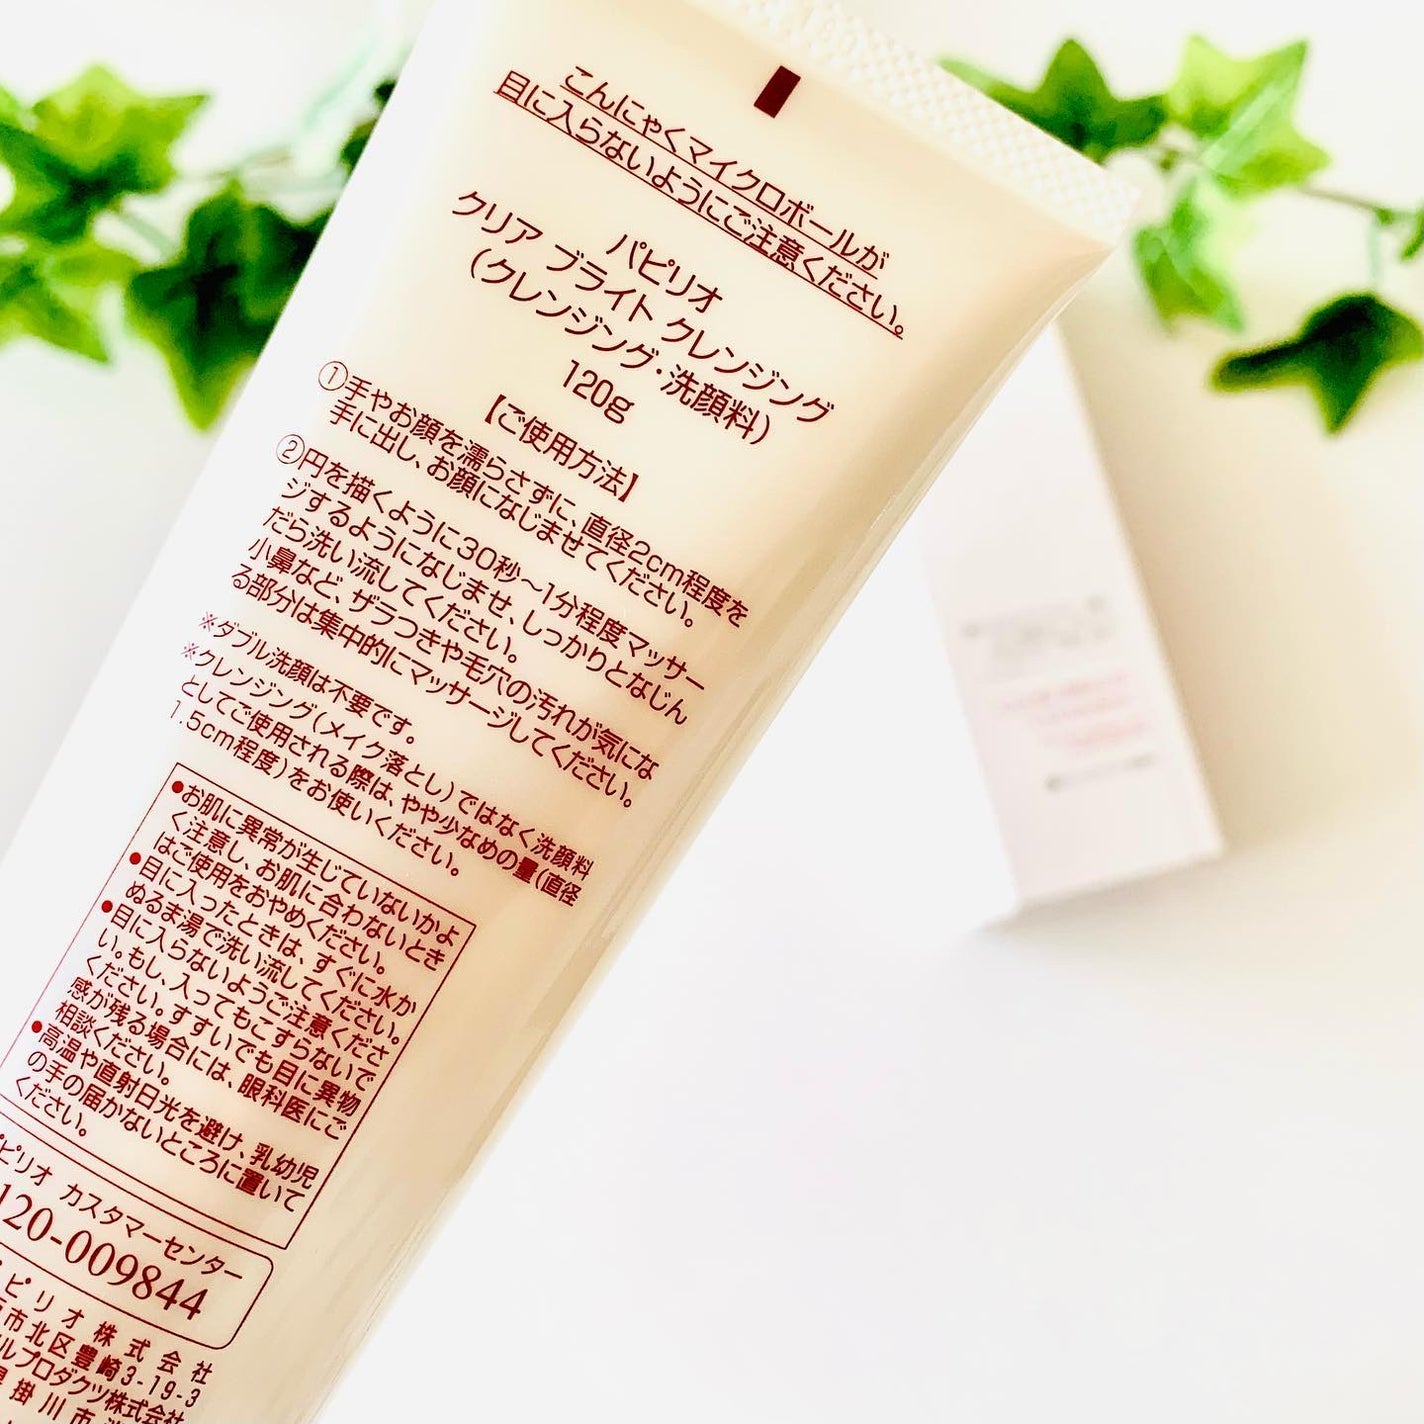 こんにゃくマイクロボールが
目に入らないようにご注意ください。
パピリオ
クリア ブライト クレンジング
(クレンジング・洗顔料)
120g
【ご使用方法】
①手やお顔を濡らさずに、直径2cm程度を
手に出し、お顔になじませてください。
②円を描くように30秒〜1分程度マッサー
ジするようになじませ、しっかりとなじん
だら洗い流してください。
小鼻など、ザラつきや毛穴の汚れが気にな
る部分は集中的にマッサージしてください。
※ダブル洗顔は不要です。
※クレンジング(メイク落とし)ではなく洗顔料
としてご使用される際は、やや少なめの量(直径
1.5cm程度)をお使いください。
●お肌に異常が生じていないかよ
く注意し、お肌に合わないとき
はご使用をおやめください。
●目に入ったときは、すぐに水か
ぬるま湯で洗い流してください。
●目に入らないようご注意くださ
い。もし、入ってもこすらないで
ください。すすいでも目に異物
感が残る場合には、眼科医にご
相談ください。
●高温や直射日光を避け、乳幼児
の手の届かないところに置いて
ください。
ピリオ カスタマーセンター
120-009844
ピリオ株式会社
市北区豊崎3-19-3
ルプロダクツ株式会社
掛川市